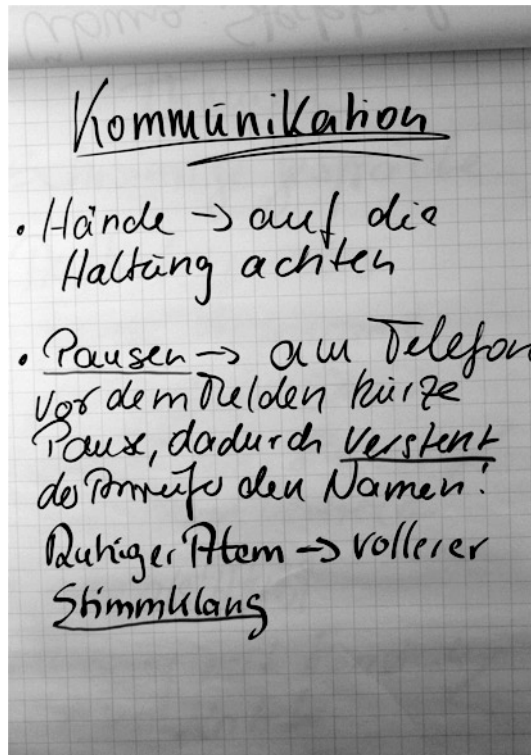 Kommunikation
• Hände → auf die
Haltung achten
• Pausen → am Telefon
vor dem Melden kurze
Pause, dadurch versteht
der Anrufer den Namen!
Ruhiger Atem → vollerer
Stimmklang